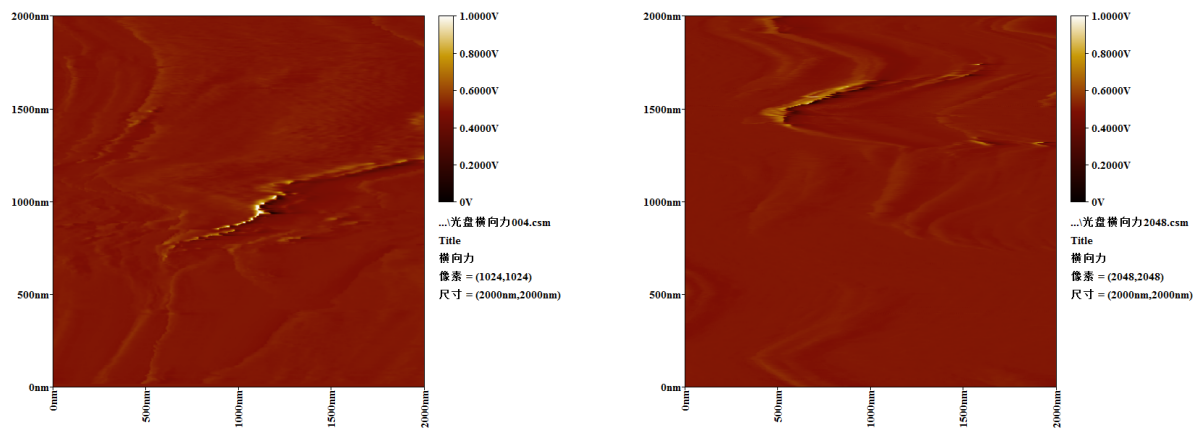 2000nm
1500nm
1000nm
500nm
0nm
0nm
500nm
1000nm
1500nm
2000nm
1.0000V
0.8000V
0.6000V
0.4000V
0.2000V
0V
...\光盘横向力004.csm
Title
横向力
像素 = (1024,1024)
尺寸 = (2000nm,2000nm)
2000nm
1500nm
1000nm
500nm
0nm
0nm
500nm
1000nm
1500nm
2000nm
1.0000V
0.8000V
0.6000V
0.4000V
0.2000V
0V
...\光盘横向力2048.csm
Title
横向力
像素 = (2048,2048)
尺寸 = (2000nm,2000nm)